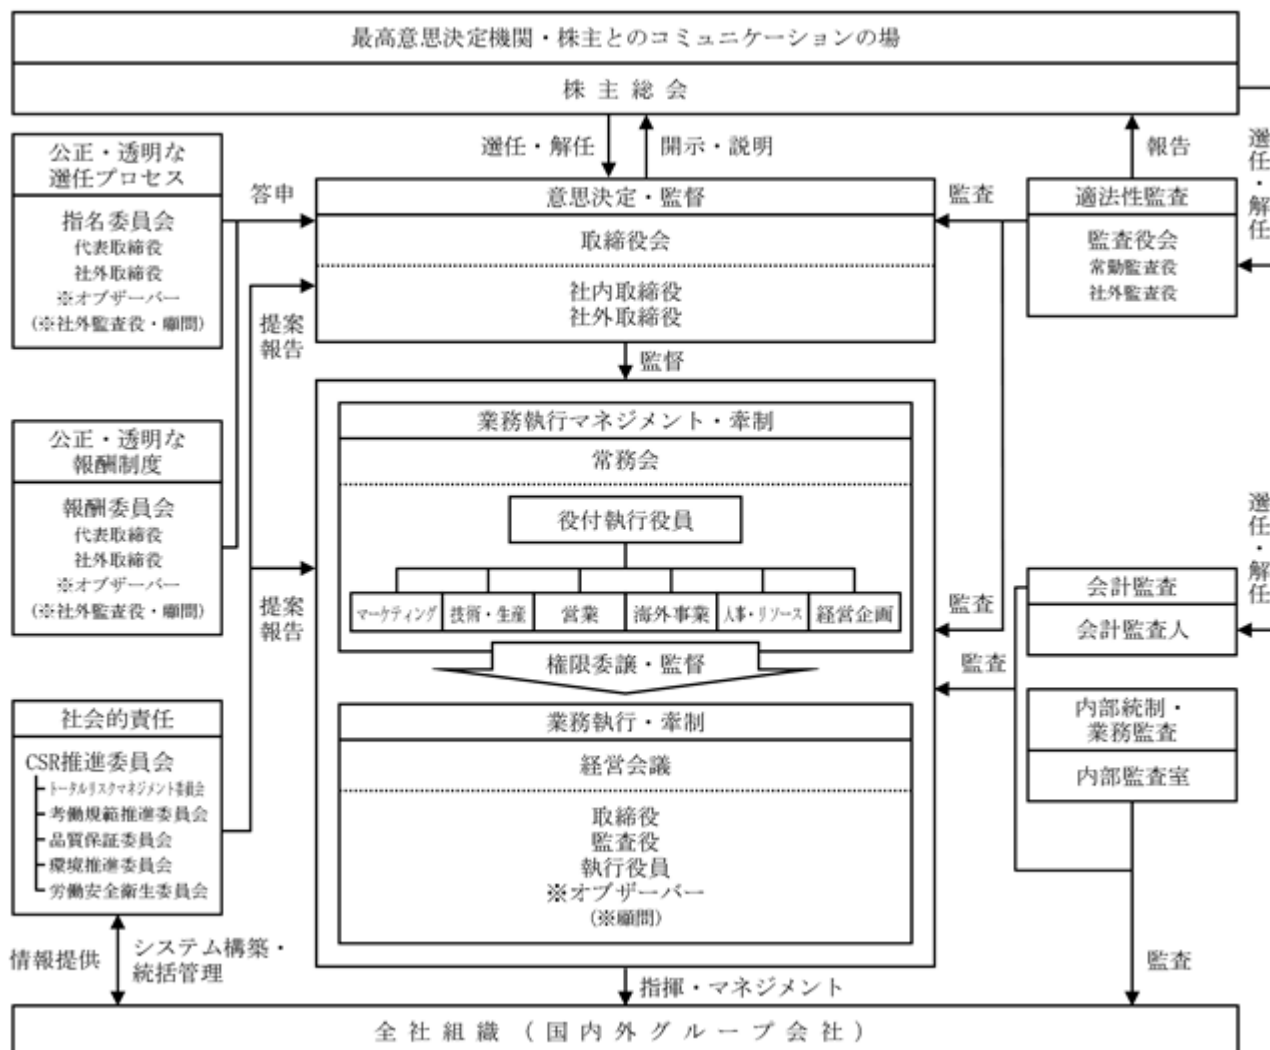 最高意思決定機関・株主とのコミュニケーションの場
株主総会
選任・解任
開示・説明
報告
選任・解任
公正・透明な
選任プロセス
指名委員会
代表取締役
社外取締役
※オブザーバー
(※社外監査役・顧問)
答申
意思決定・監督
取締役会
社内取締役
社外取締役
監査
適法性監査
監査役会
常勤監査役
社外監査役
提案
報告
監督
公正・透明な
報酬制度
報酬委員会
代表取締役
社外取締役
※オブザーバー
(※社外監査役・顧問)
提案
報告
業務執行マネジメント・牽制
常務会
役付執行役員
マーケティング
技術・生産
営業
海外事業
人事・リソース
経営企画
権限委譲・監督
監査
監査
選任・解任
会計監査
会計監査人
内部統制・
業務監査
内部監査室
社会的責任
CSR推進委員会
トータルリスクマネジメント委員会
考働規範推進委員会
品質保証委員会
環境推進委員会
労働安全衛生委員会
業務執行・牽制
経営会議
取締役
監査役
執行役員
※オブザーバー
(※顧問)
情報提供
システム構築・
統括管理
指揮・マネジメント
監査
全社組織（国内外グループ会社）